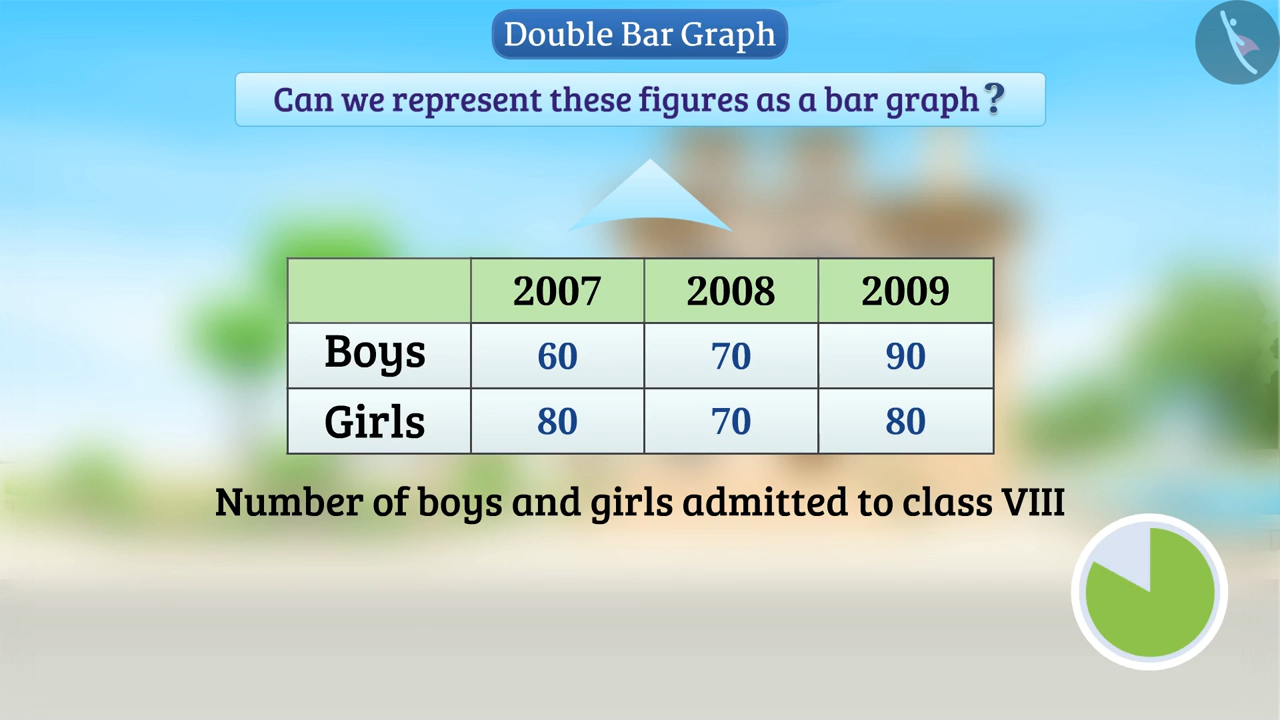 Double Bar Graph
Can we represent these figures as a bar graph?
2007 2008 2009
Boys 60 70 90
Girls 80 70 80
Number of boys and girls admitted to class VIII